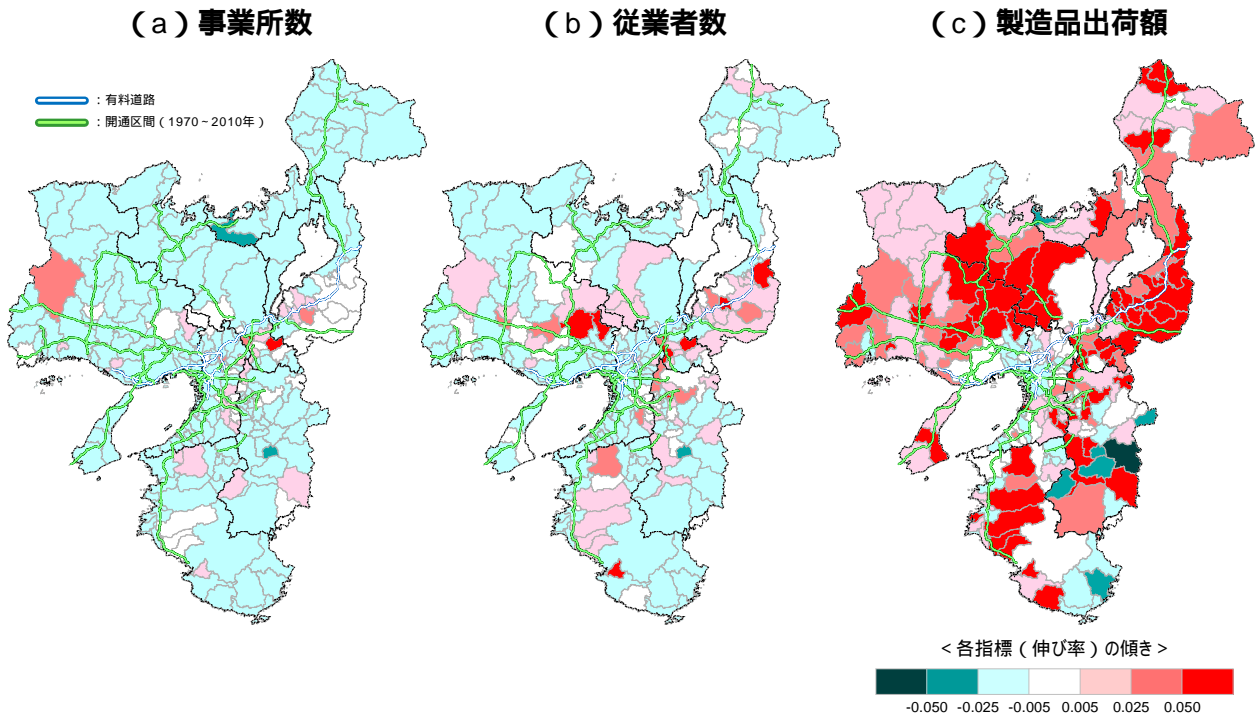 （a）事業所数
（b）従業者数
（c）製造品出荷額
：有料道路
：開通区間（1970～2010年）
＜各指標（伸び率）の傾き＞
-0.050 -0.025 -0.005 0.005 0.025 0.050